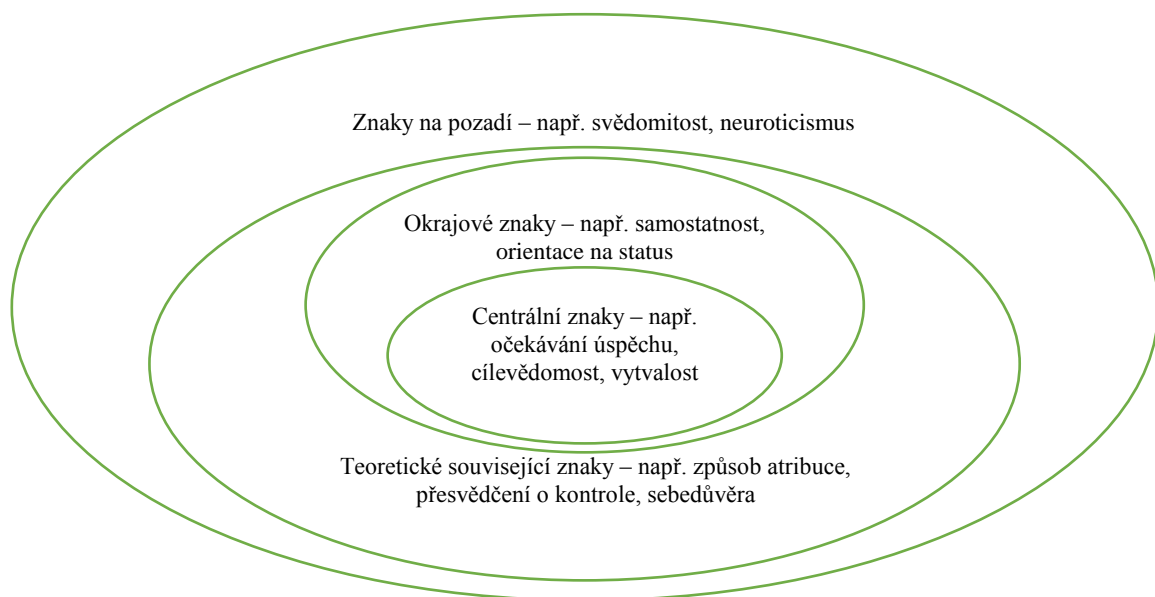 Znaky na pozadí – např. svědomitost, neuroticismus
Okrajové znaky – např. samostatnost,
orientace na status
Centrální znaky – např.
očekávání úspěchu,
cílevědomost, vytvalost
Teoretické související znaky – např. způsob atribuce,
přesvědčení o kontrole, sebedůvěra